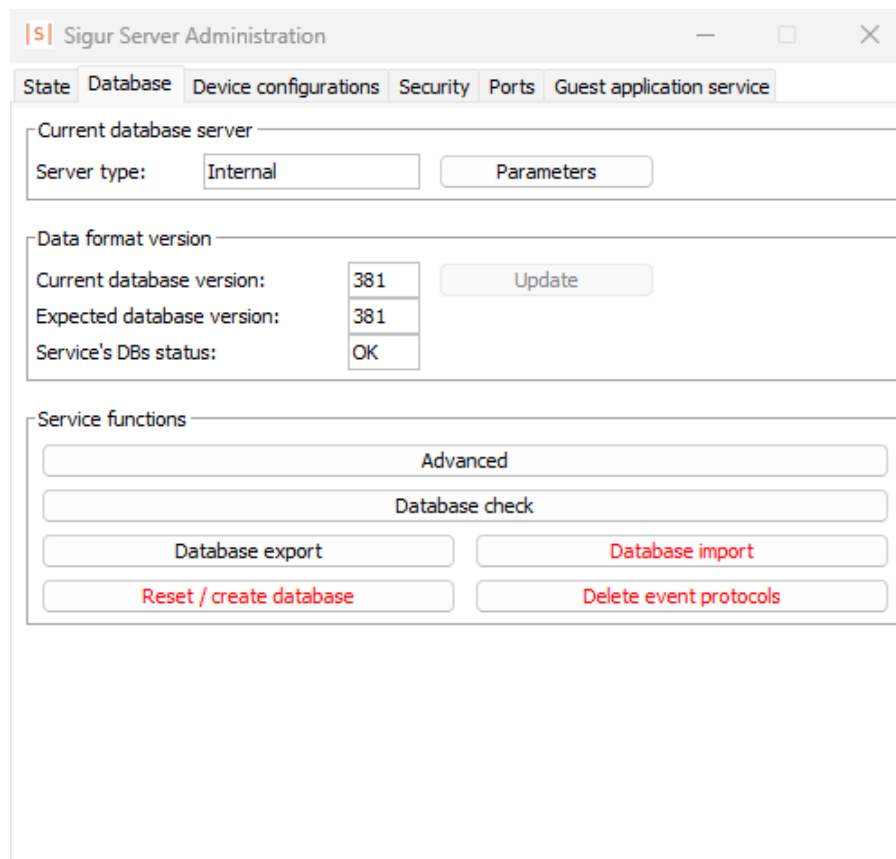 |S| Sigur Server Administration
State Database Device configurations Security Ports Guest application service
Current database server
Server type: Internal Parameters
Data format version
Current database version: 381 Update
Expected database version: 381
Service's DBs status: OK
Service functions
Advanced
Database check
Database export Database import
Reset / create database Delete event protocols